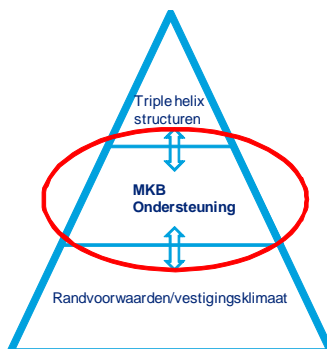 Triple helix
structuren
MKB
Ondersteuning
Randvoorwaarden/vestigingsklimaat